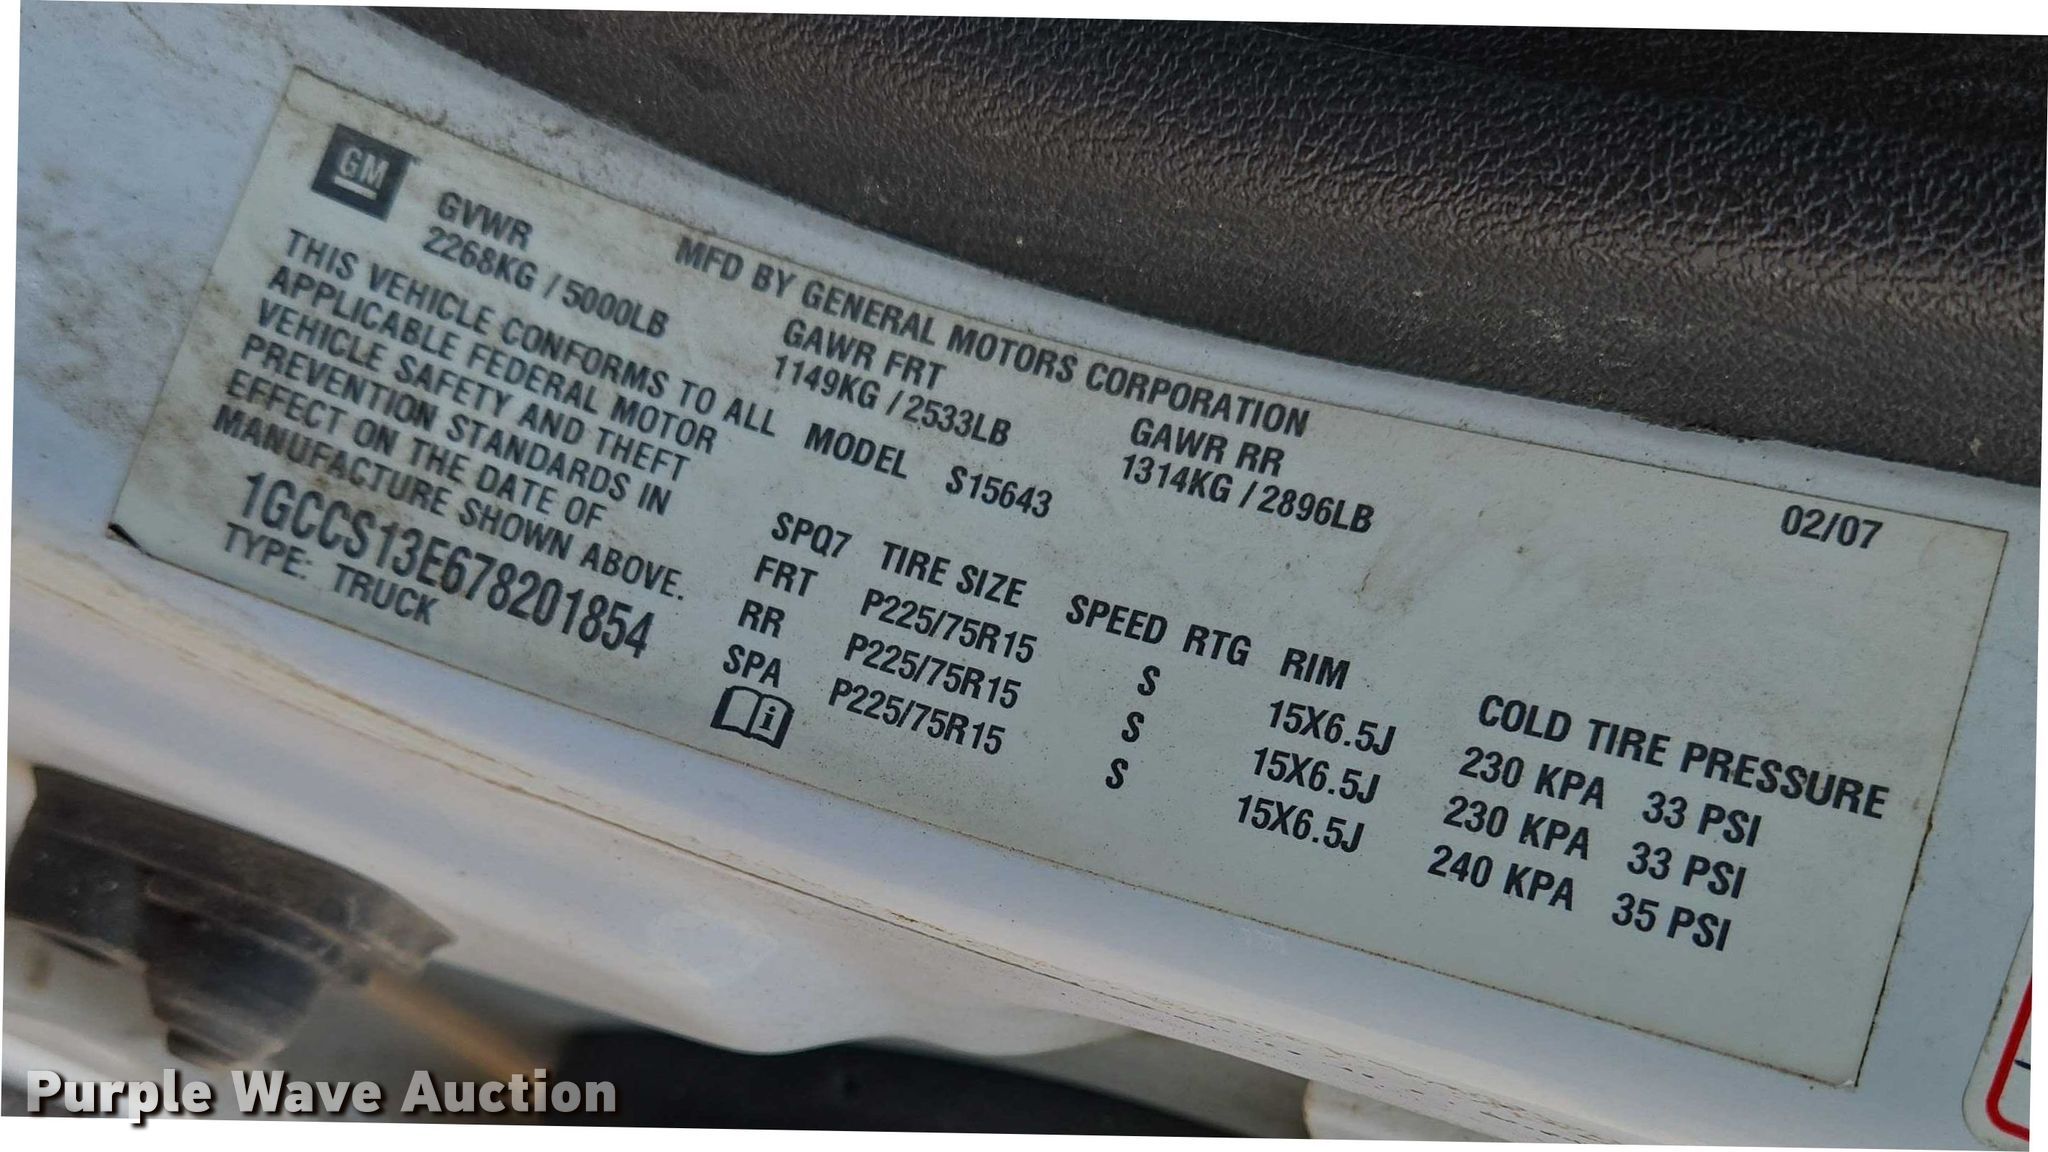 GM
MFD BY GENERAL MOTORS CORPORATION
02/07
GVWR
GAWR FRT
GAWR RR
2268KG / 5000LB
1149KG / 2533LB
1314KG / 2896LB
THIS VEHICLE CONFORMS TO ALL
APPLICABLE FEDERAL MOTOR
VEHICLE SAFETY AND THEFT
PREVENTION STANDARDS IN
EFFECT ON THE DATE OF
MANUFACTURE SHOWN ABOVE.
1GCCS13E678201854
TYPE: TRUCK
MODEL S15643
SPQ7 TIRE SIZE SPEED RTG RIM COLD TIRE PRESSURE
FRT P225/75R15 S 15X6.5J 230 KPA 33 PSI
RR P225/75R15 S 15X6.5J 230 KPA 33 PSI
SPA P225/75R15 S 15X6.5J 240 KPA 35 PSI
Purple Wave Auction